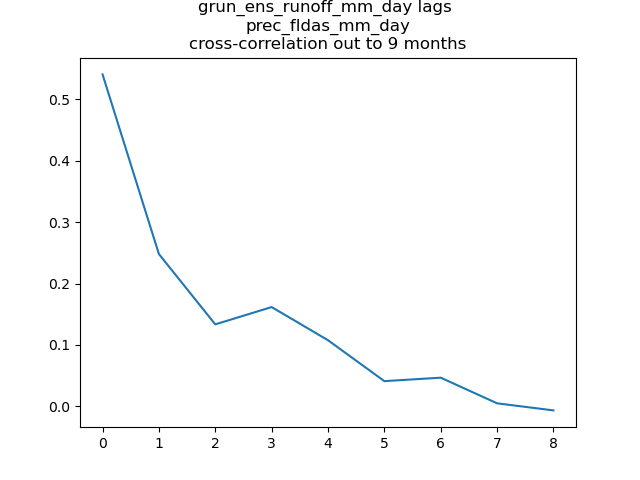 grun_ens_runoff_mm_day lags
prec_fldas_mm_day
cross-correlation out to 9 months
0.5
0.4
0.3
0.2
0.1
0.0
0 1 2 3 4 5 6 7 8